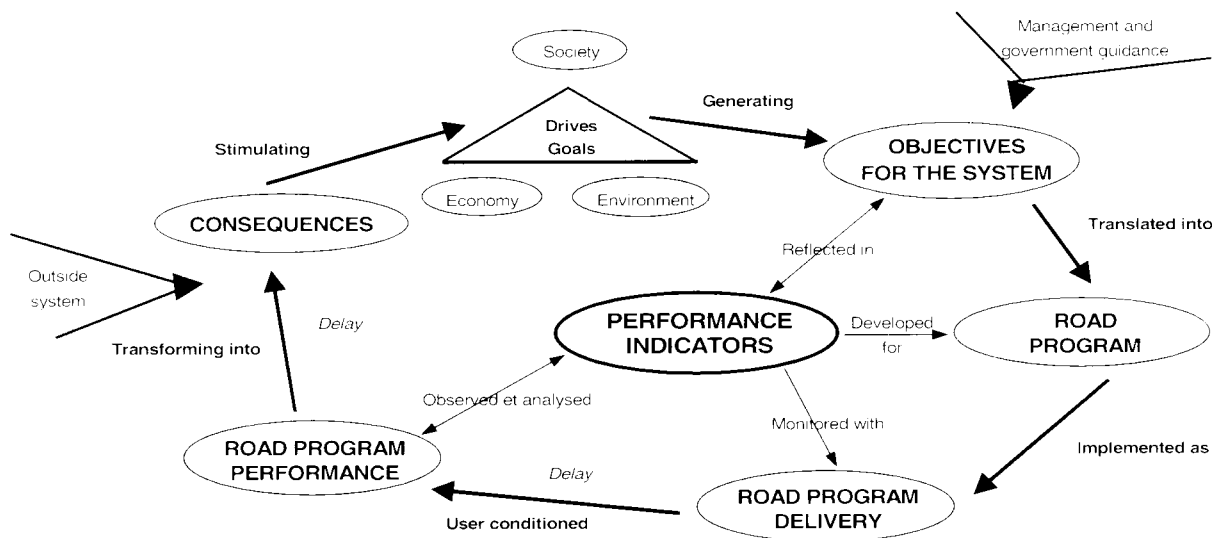 Society
Management and
government guidance
Generating
Drives
Goals
Stimulating
OBJECTIVES
FOR THE SYSTEM
Economy
Environment
CONSEQUENCES
Translated into
Reflected in
Outside
system
Delay
PERFORMANCE
INDICATORS
Developed
for
ROAD
PROGRAM
Transforming into
Observed et analysed
Monitored with
Implemented as
ROAD PROGRAM
PERFORMANCE
Delay
ROAD PROGRAM
DELIVERY
User conditioned